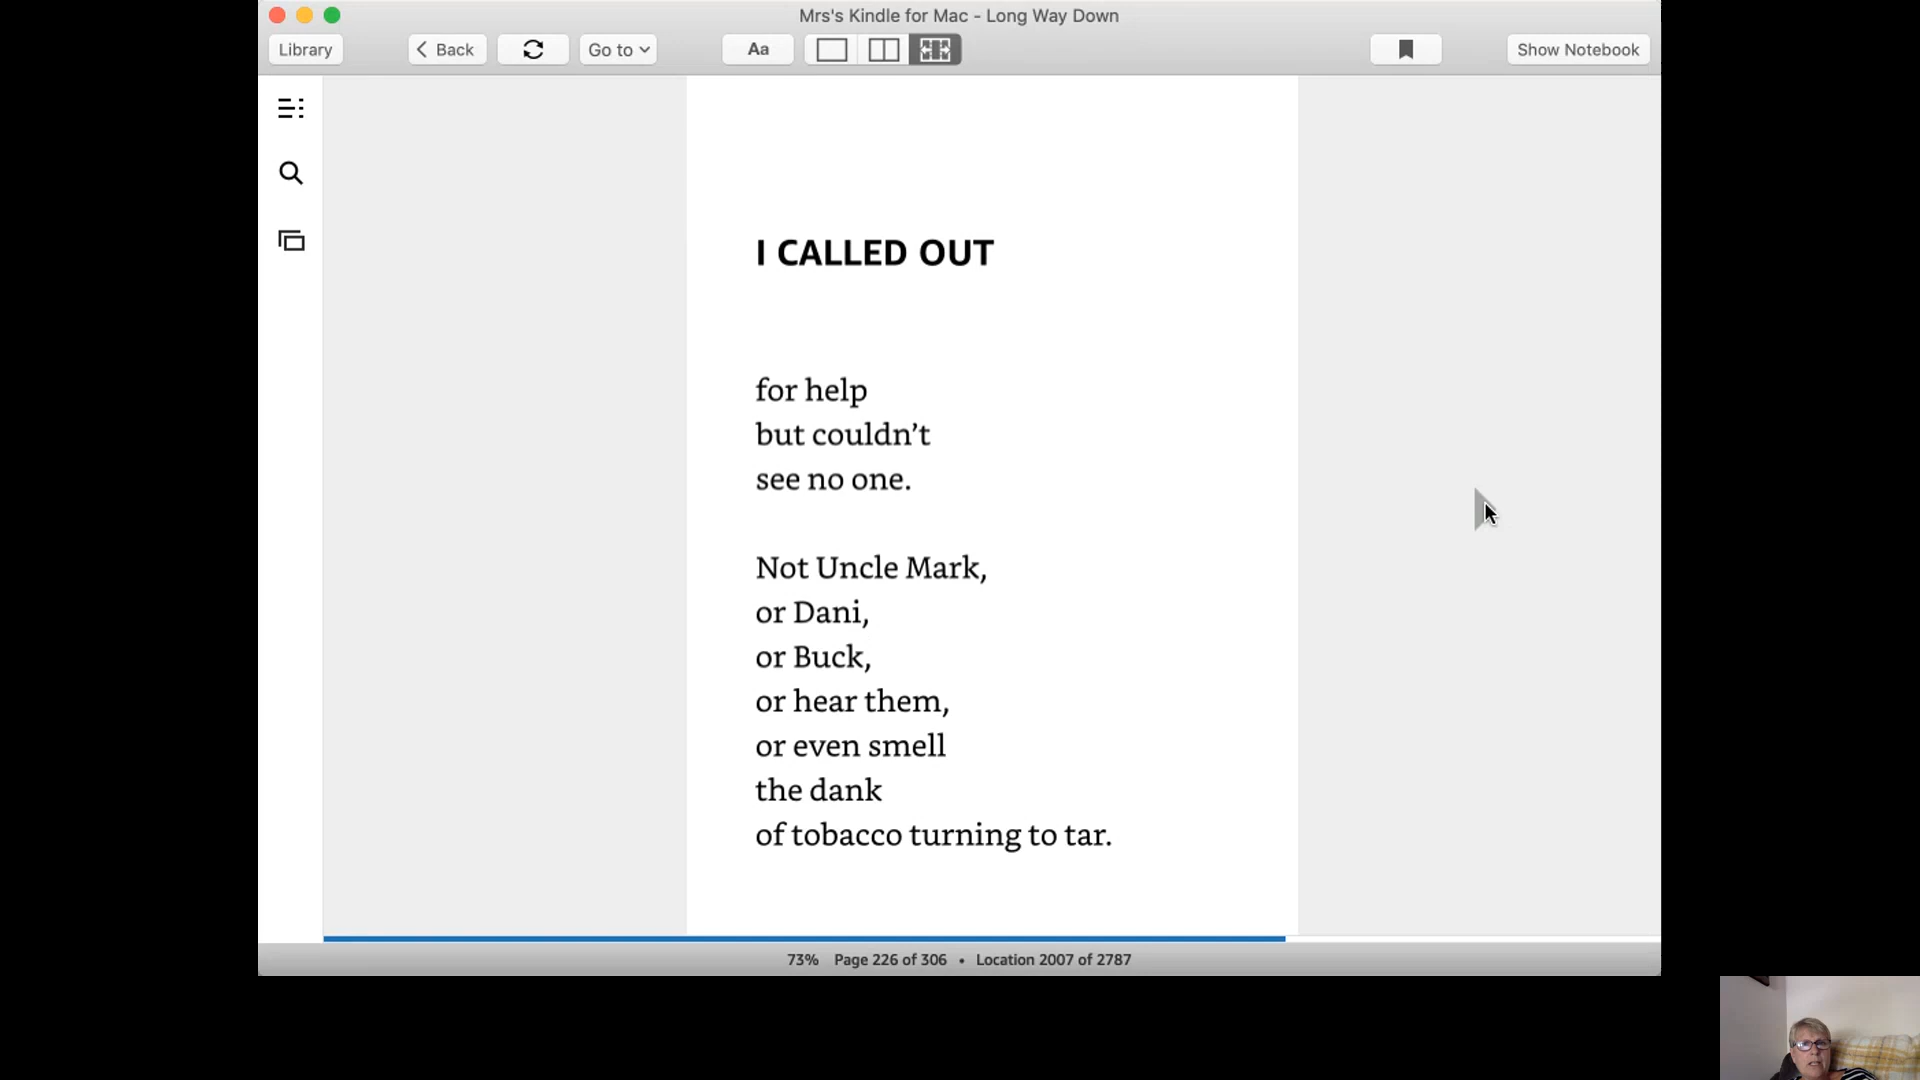 Mrs's Kindle for Mac - Long Way Down
Library
Back
Go to
Aa
Show Notebook
I CALLED OUT
for help
but couldn’t
see no one.
Not Uncle Mark,
or Dani,
or Buck,
or hear them,
or even smell
the dank
of tobacco turning to tar.
73% Page 226 of 306 • Location 2007 of 2787